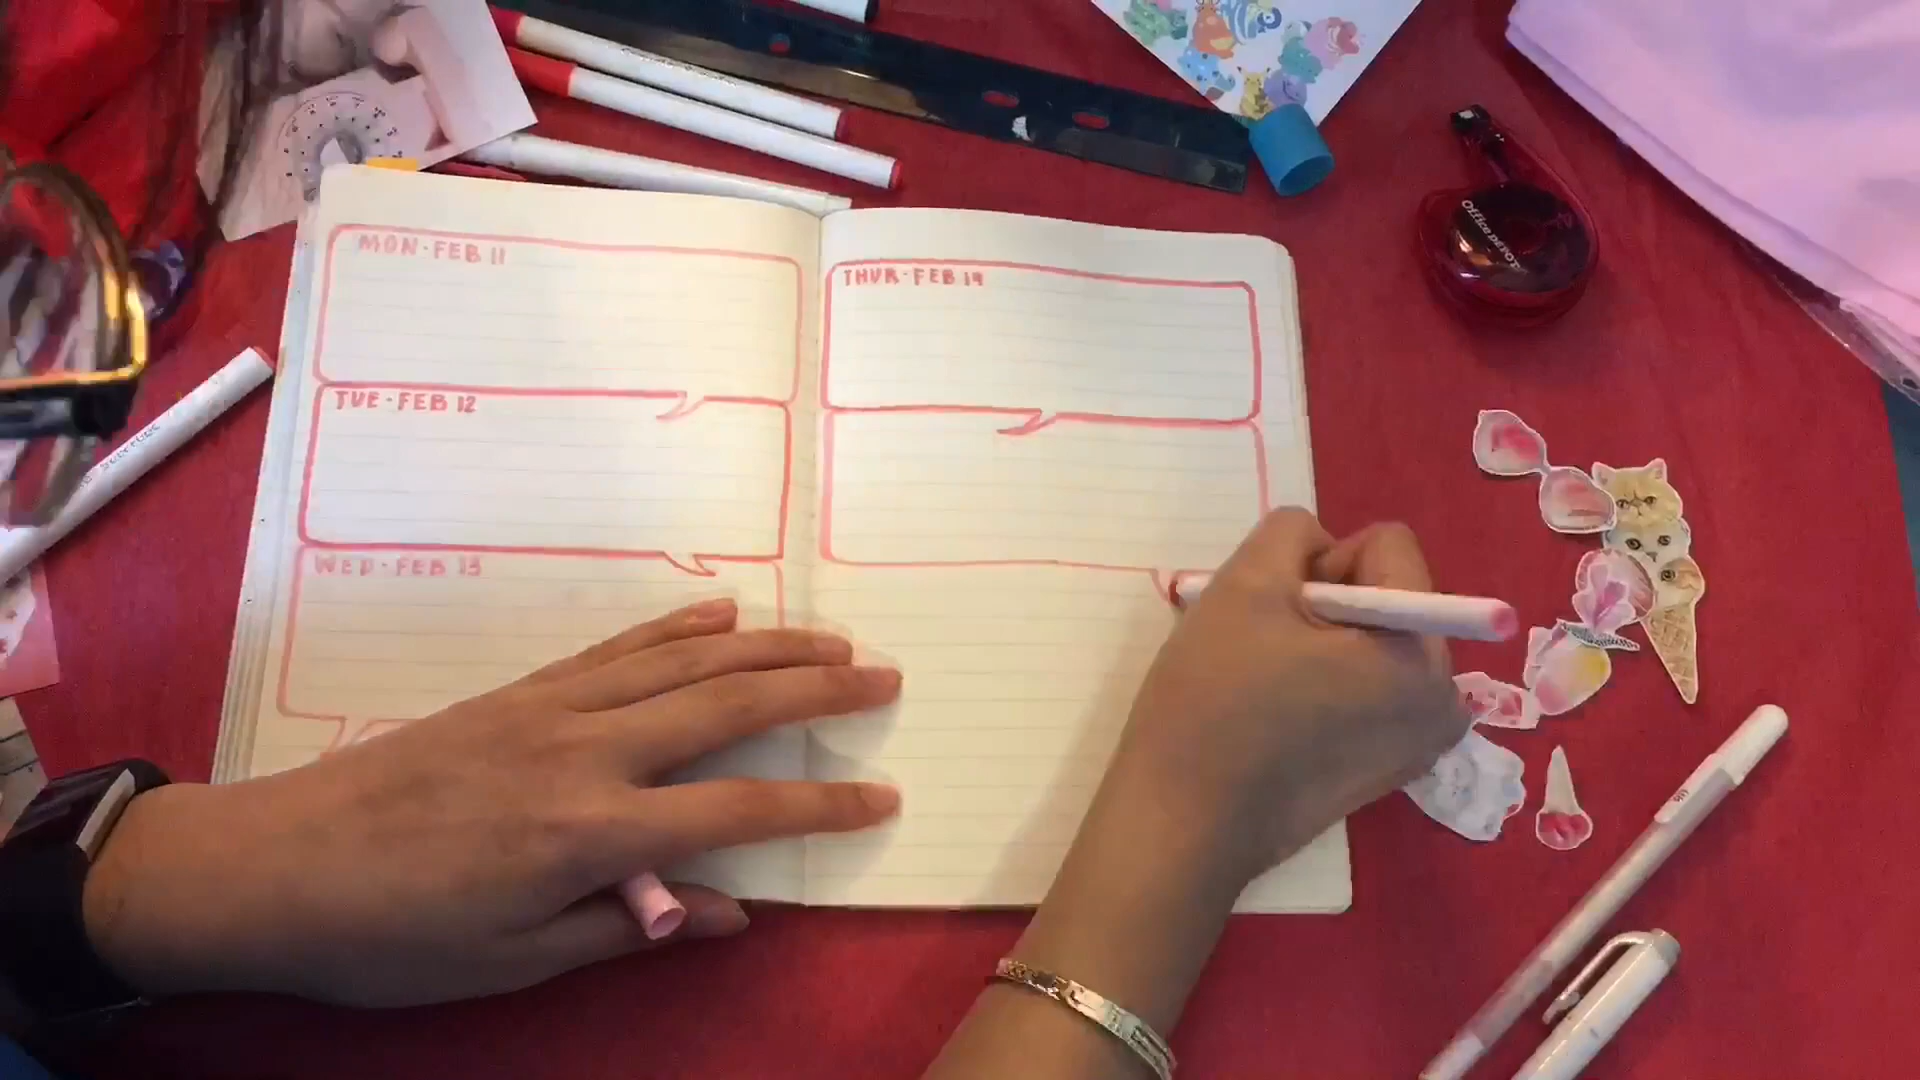 MON·FEB 11
TUE·FEB 12
WED·FEB 13
THUR·FEB 14
Office DEPOT